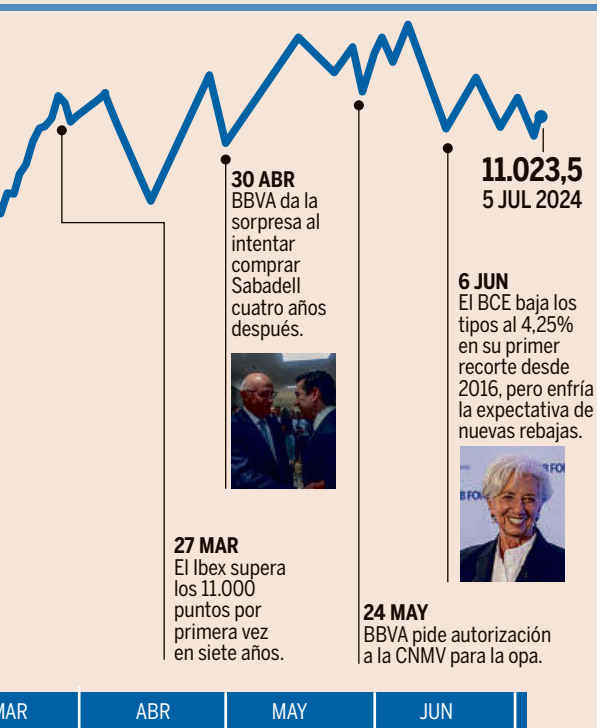 11.023,5
5 JUL 2024
30 ABR
BBVA da la
sorpresa al
intentar
comprar
Sabadell
cuatro años
después.
6 JUN
El BCE baja los
tipos al 4,25%
en su primer
recorte desde
2016, pero enfría
la expectativa de
nuevas rebajas.
27 MAR
El Ibex supera
los 11.000
puntos por
primera vez
en siete años.
24 MAY
BBVA pide autorización
a la CNMV para la opa.
MAR ABR MAY JUN